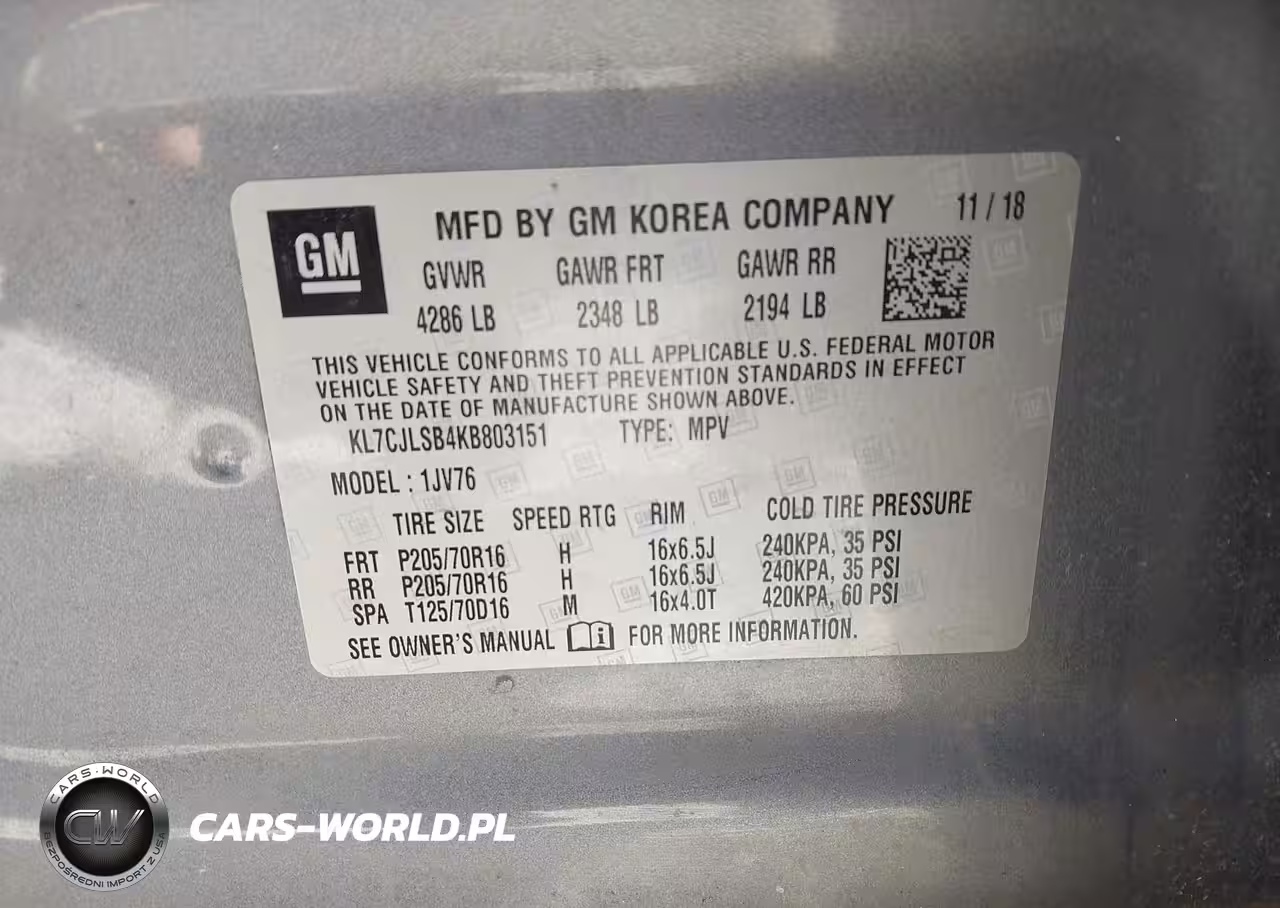 GM
MFD BY GM KOREA COMPANY 11 / 18
GVWR GAWR FRT GAWR RR
4286 LB 2348 LB 2194 LB
THIS VEHICLE CONFORMS TO ALL APPLICABLE U.S. FEDERAL MOTOR
VEHICLE SAFETY AND THEFT PREVENTION STANDARDS IN EFFECT
ON THE DATE OF MANUFACTURE SHOWN ABOVE.
KL7CJLSB4KB803151 TYPE: MPV
MODEL : 1JV76
TIRE SIZE SPEED RTG RIM COLD TIRE PRESSURE
FRT P205/70R16 H 16x6.5J 240KPA, 35 PSI
RR P205/70R16 H 16x6.5J 240KPA, 35 PSI
SPA T125/70D16 M 16x4.0T 420KPA, 60 PSI
SEE OWNER'S MANUAL FOR MORE INFORMATION.
CARS-WORLD
CW
BEZPOŚREDNI IMPORT Z USA
CARS-WORLD.PL